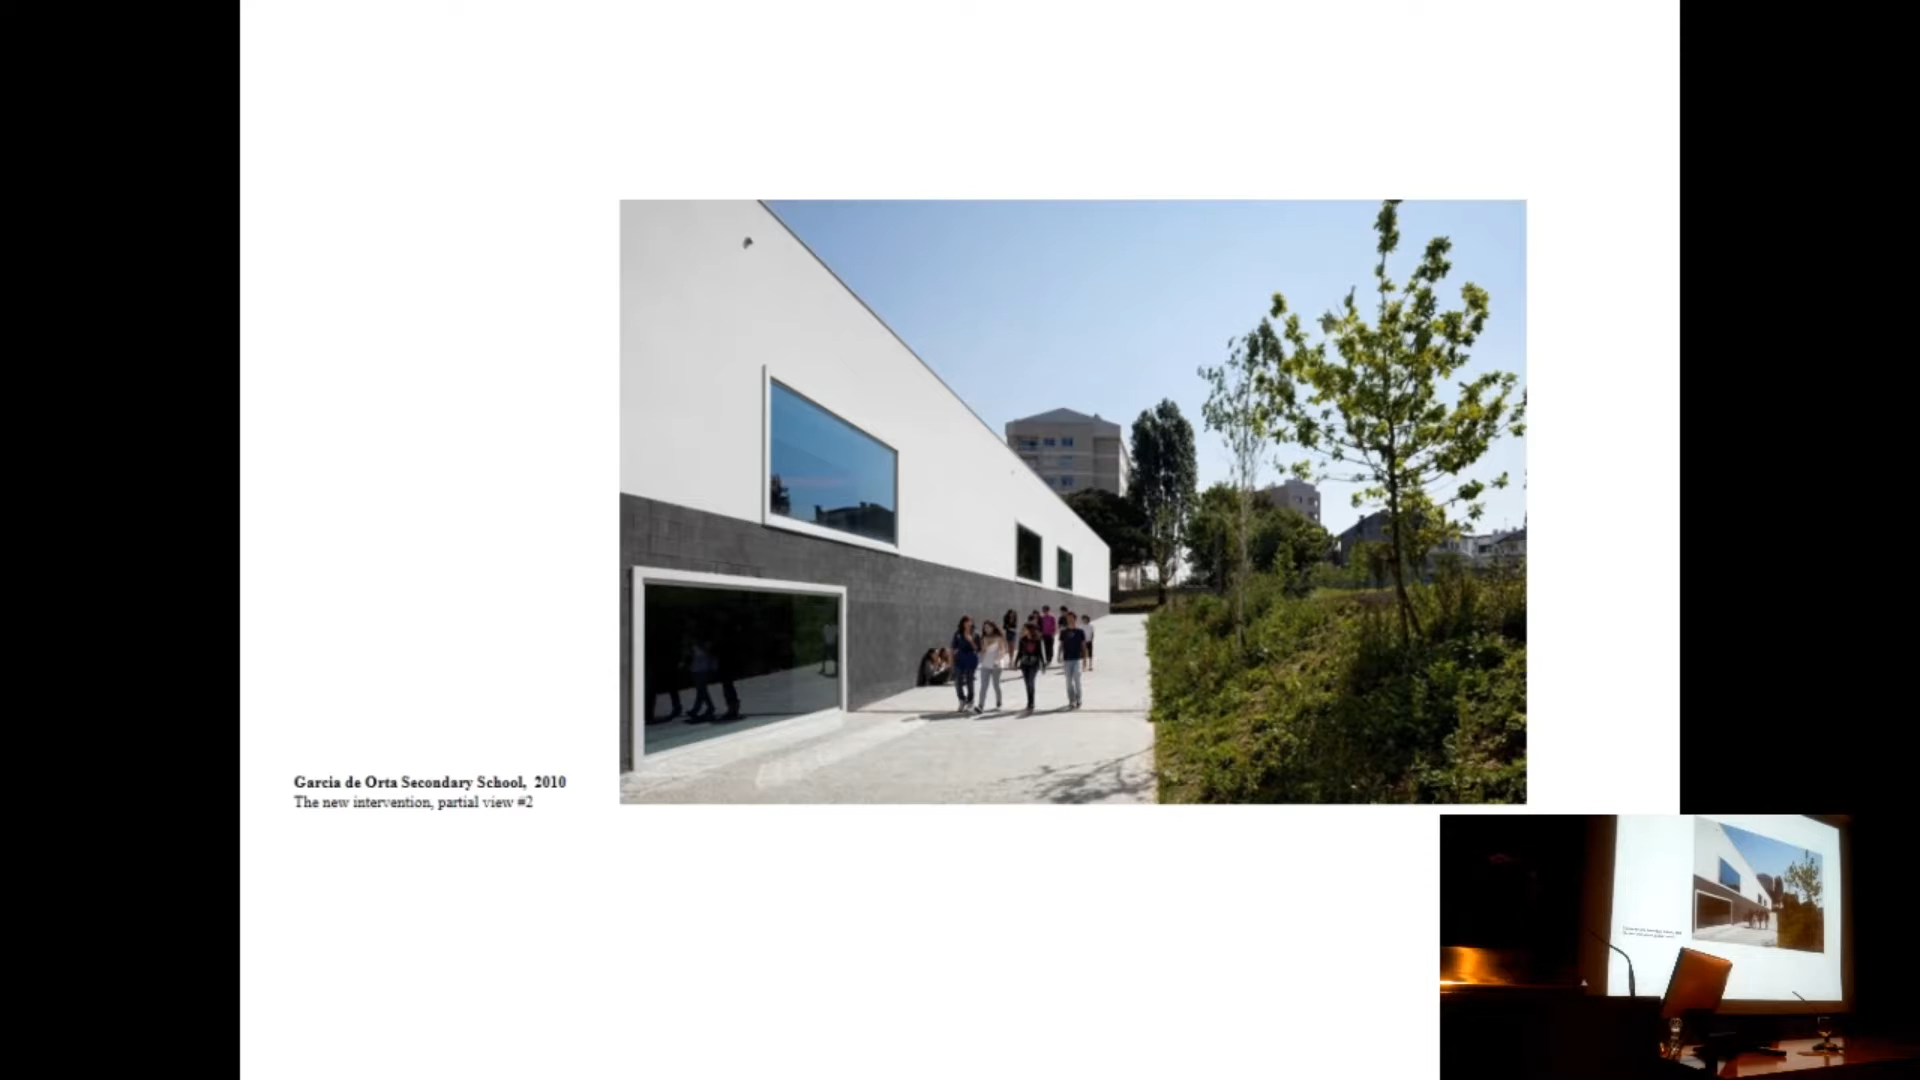 Garcia de Orta Secondary School, 2010
The new intervention, partial view #2